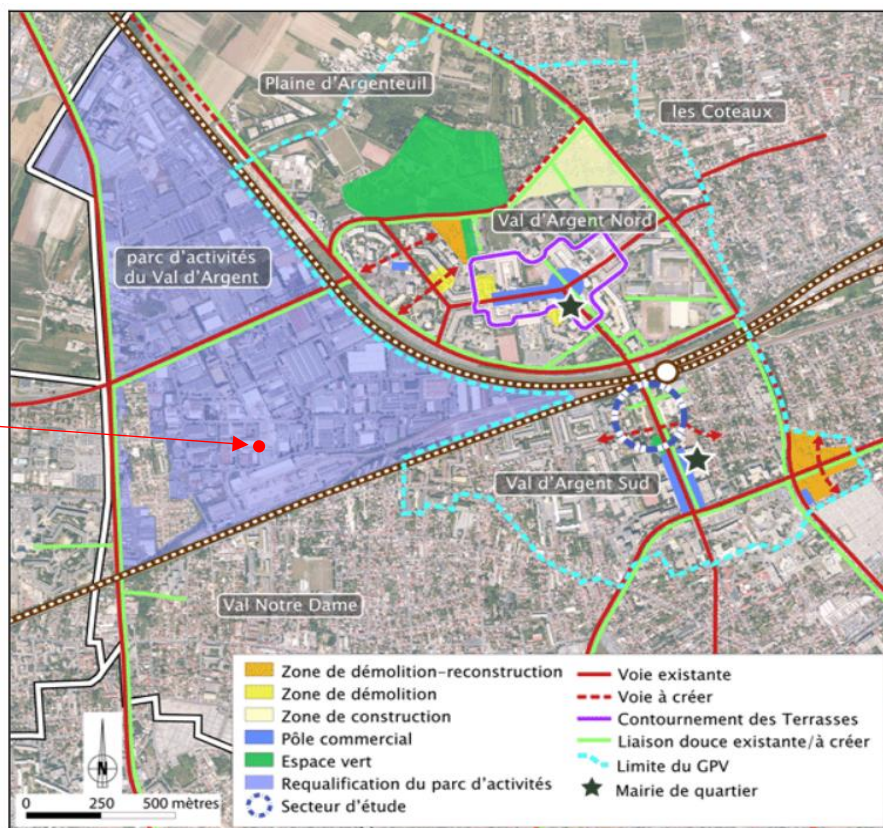 Plaine d'Argenteuil
les Coteaux
Val d'Argent Nord
parc d'activités
du Val d'Argent
Val d'Argent Sud
Val Notre Dame
Zone de démolition-reconstruction
Zone de démolition
Zone de construction
Pôle commercial
Espace vert
Requalification du parc d'activités
Secteur d'étude
Voie existante
Voie à créer
Contournement des Terrasses
Liaison douce existante/à créer
Limite du GPV
Mairie de quartier
N
0 250 500 mètres